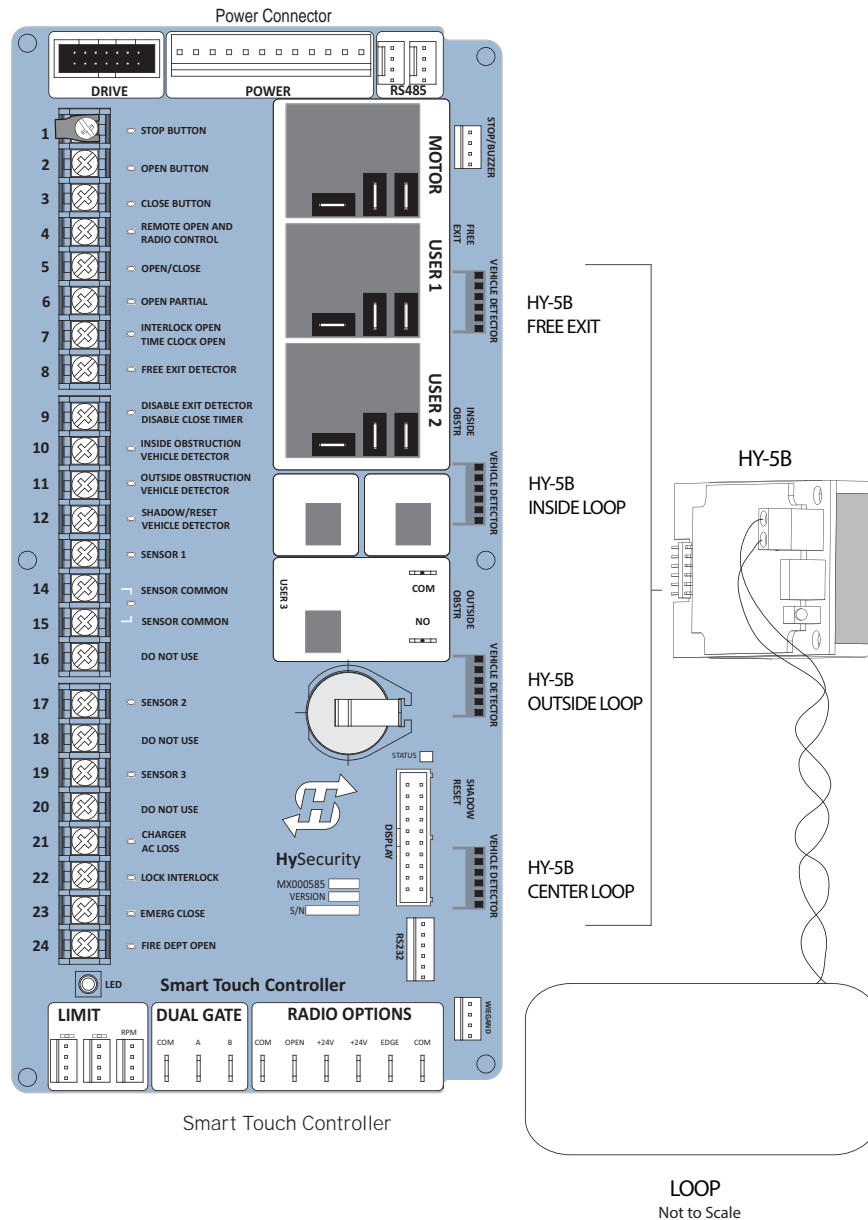 Power Connector
DRIVE
POWER
RS485
1
STOP BUTTON
2
OPEN BUTTON
3
CLOSE BUTTON
4
REMOTE OPEN AND
RADIO CONTROL
5
OPEN/CLOSE
6
OPEN PARTIAL
7
INTERLOCK OPEN
TIME CLOCK OPEN
8
FREE EXIT DETECTOR
9
DISABLE EXIT DETECTOR
DISABLE CLOSE TIMER
10
INSIDE OBSTRUCTION
VEHICLE DETECTOR
11
OUTSIDE OBSTRUCTION
VEHICLE DETECTOR
12
SHADOW/RESET
VEHICLE DETECTOR
SENSOR 1
14
SENSOR COMMON
15
SENSOR COMMON
16
DO NOT USE
17
SENSOR 2
18
DO NOT USE
19
SENSOR 3
20
DO NOT USE
21
CHARGER
AC LOSS
22
LOCK INTERLOCK
23
EMERG CLOSE
24
FIRE DEPT OPEN
LED
MOTOR
USER 1
USER 2
USER 3
COM
NO
STOP/BUZZER
FREE
EXIT
VEHICLE DETECTOR
INSIDE
OBSTR
VEHICLE DETECTOR
OUTSIDE
OBSTR
VEHICLE DETECTOR
STATUS
SHADOW
RESET
VEHICLE DETECTOR
DISPLAY
HySecurity
MX000585
VERSION
S/N
RS232
WIEGAND
Smart Touch Controller
LIMIT
RPM
DUAL GATE
COM
A
B
RADIO OPTIONS
COM
OPEN
+24V
+24V
EDGE
COM
Smart Touch Controller
HY-5B
FREE EXIT
HY-5B
INSIDE LOOP
HY-5B
OUTSIDE LOOP
HY-5B
CENTER LOOP
HY-5B
LOOP
Not to Scale